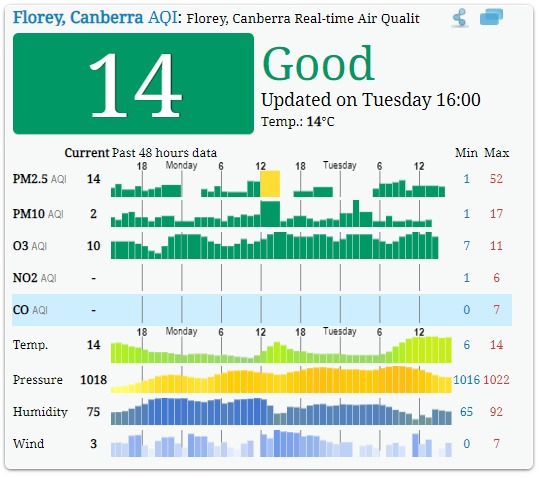 Florey, Canberra AQI: Florey, Canberra Real-time Air Qualit
14
Good
Updated on Tuesday 16:00
Temp.: 14°C
Current Past 48 hours data Min Max
18 Monday 6 12 18 Tuesday 6 12
PM2.5 AQI 14 1 52
PM10 AQI 2 1 17
O3 AQI 10 7 11
NO2 AQI - 1 6
CO AQI - 0 7
18 Monday 6 12 18 Tuesday 6 12
Temp. 14 6 14
Pressure 1018 1016 1022
Humidity 75 65 92
Wind 3 0 7